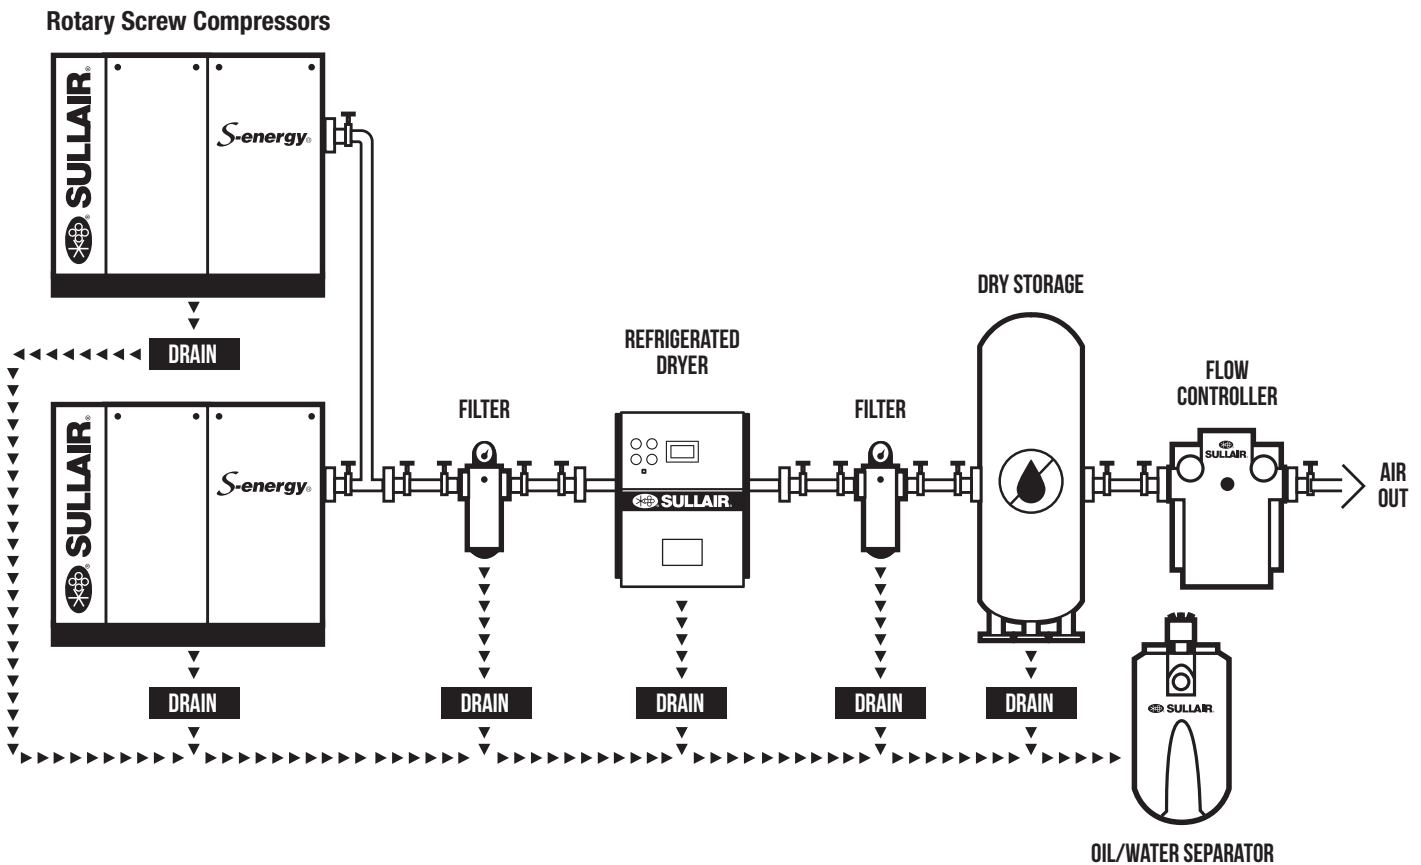 Rotary Screw Compressors
SULLAIR®
S-energy®
DRAIN
SULLAIR®
S-energy®
FILTER
REFRIGERATED
DRYER
SULLAIR
FILTER
DRY STORAGE
FLOW
CONTROLLER
SULLAIR
AIR
OUT
DRAIN
DRAIN
DRAIN
DRAIN
DRAIN
SULLAIR
OIL/WATER SEPARATOR